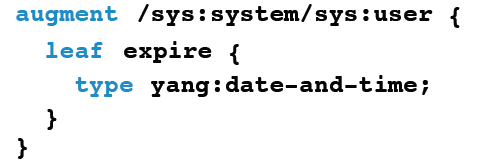 augment /sys:system/sys:user {
  leaf expire {
    type yang:date-and-time;
  }
}